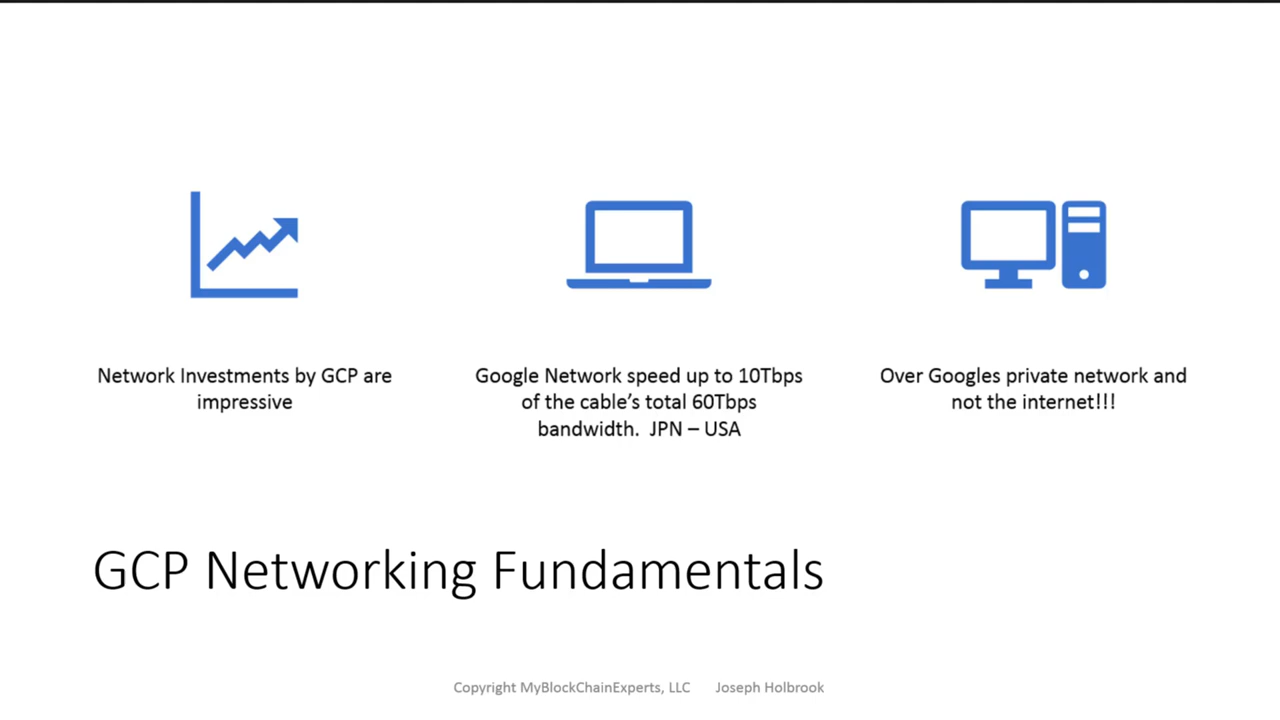 Network Investments by GCP are
impressive
Google Network speed up to 10Tbps
of the cable’s total 60Tbps
bandwidth.  JPN – USA
Over Googles private network and
not the internet!!!
GCP Networking Fundamentals
Copyright MyBlockChainExperts, LLC    Joseph Holbrook